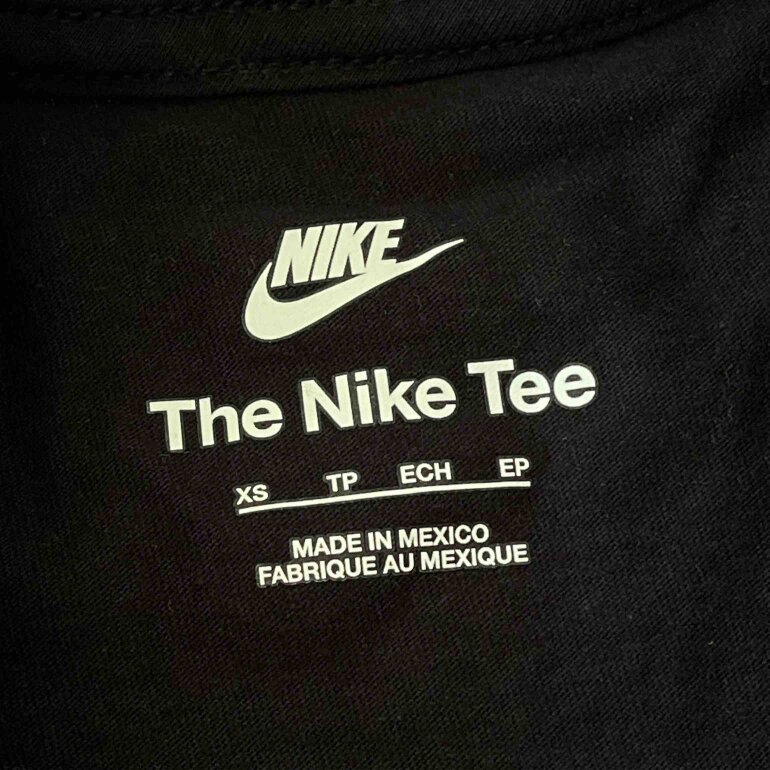 NIKE
The Nike Tee
XS TP ECH EP
MADE IN MEXICO
FABRIQUE AU MEXIQUE